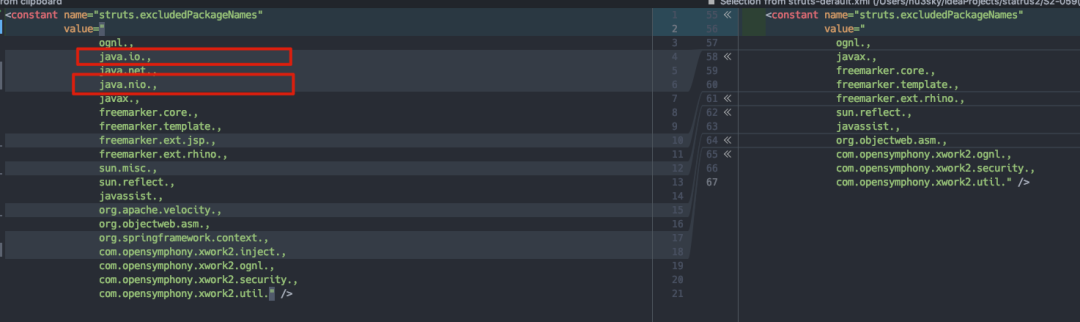 from clipboard
Selection from struts-default.xml (/Users/nu3sky/IdeaProjects/statrus2/S2-059/
<constant name="struts.excludedPackageNames"
value="
ognl.,
java.io.,
java.net.,
java.nio.,
javax.,
freemarker.core.,
freemarker.template.,
freemarker.ext.jsp.,
freemarker.ext.rhino.,
sun.misc.,
sun.reflect.,
javassist.,
org.apache.velocity.,
org.objectweb.asm.,
org.springframework.context.,
com.opensymphony.xwork2.inject.,
com.opensymphony.xwork2.ognl.,
com.opensymphony.xwork2.security.,
com.opensymphony.xwork2.util." />
1 55 «
2 56
3 57
4 58 «
5 59
6 60
7 61 «
8 62 «
9 63
10 64 «
11 65 «
12 66
13 67
14
15
16
17
18
19
20
21
<constant name="struts.excludedPackageNames"
value="
ognl.,
javax.,
freemarker.core.,
freemarker.template.,
freemarker.ext.rhino.,
sun.reflect.,
javassist.,
org.objectweb.asm.,
com.opensymphony.xwork2.ognl.,
com.opensymphony.xwork2.security.,
com.opensymphony.xwork2.util." />